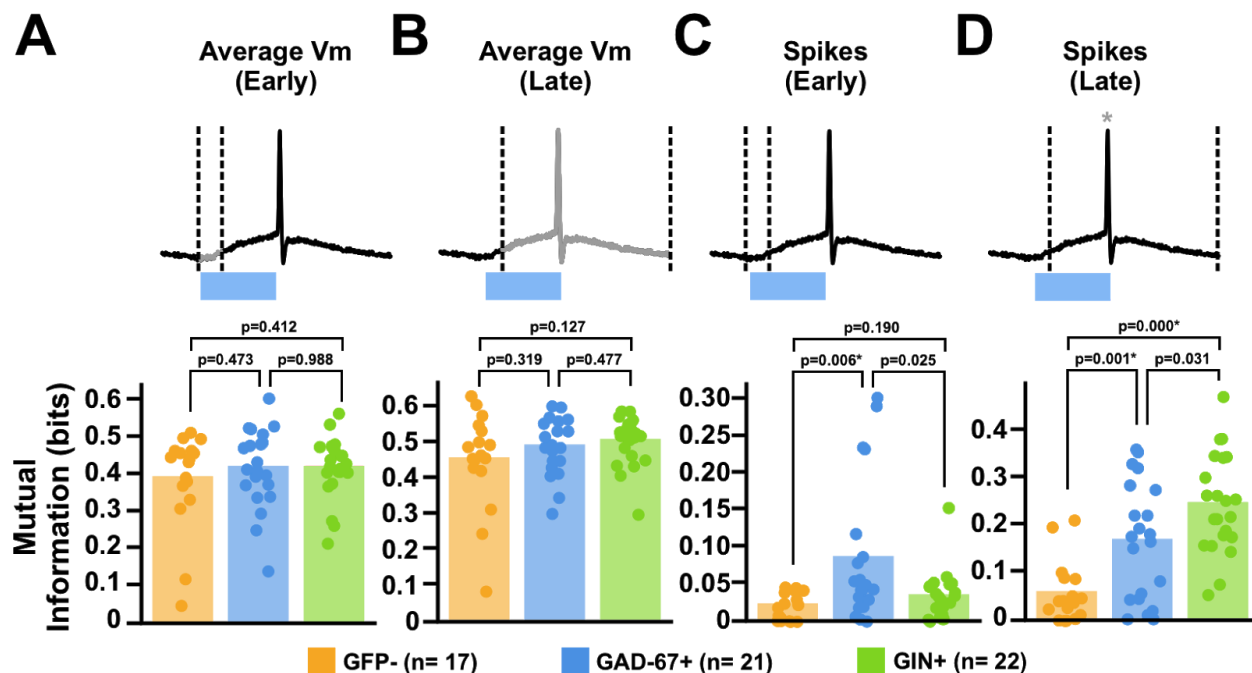 A
B
C
D
Average Vm
(Early)
Average Vm
(Late)
Spikes
(Early)
Spikes
(Late)
*
p=0.412
p=0.473
p=0.988
p=0.127
p=0.319
p=0.477
p=0.190
p=0.006*
p=0.025
p=0.000*
p=0.001*
p=0.031
Mutual
Information (bits)
0.6
0.5
0.4
0.3
0.2
0.1
0
0.6
0.5
0.4
0.3
0.2
0.1
0
0.30
0.25
0.20
0.15
0.10
0.05
0
0.4
0.3
0.2
0.1
0
GFP- (n= 17)
GAD-67+ (n= 21)
GIN+ (n= 22)